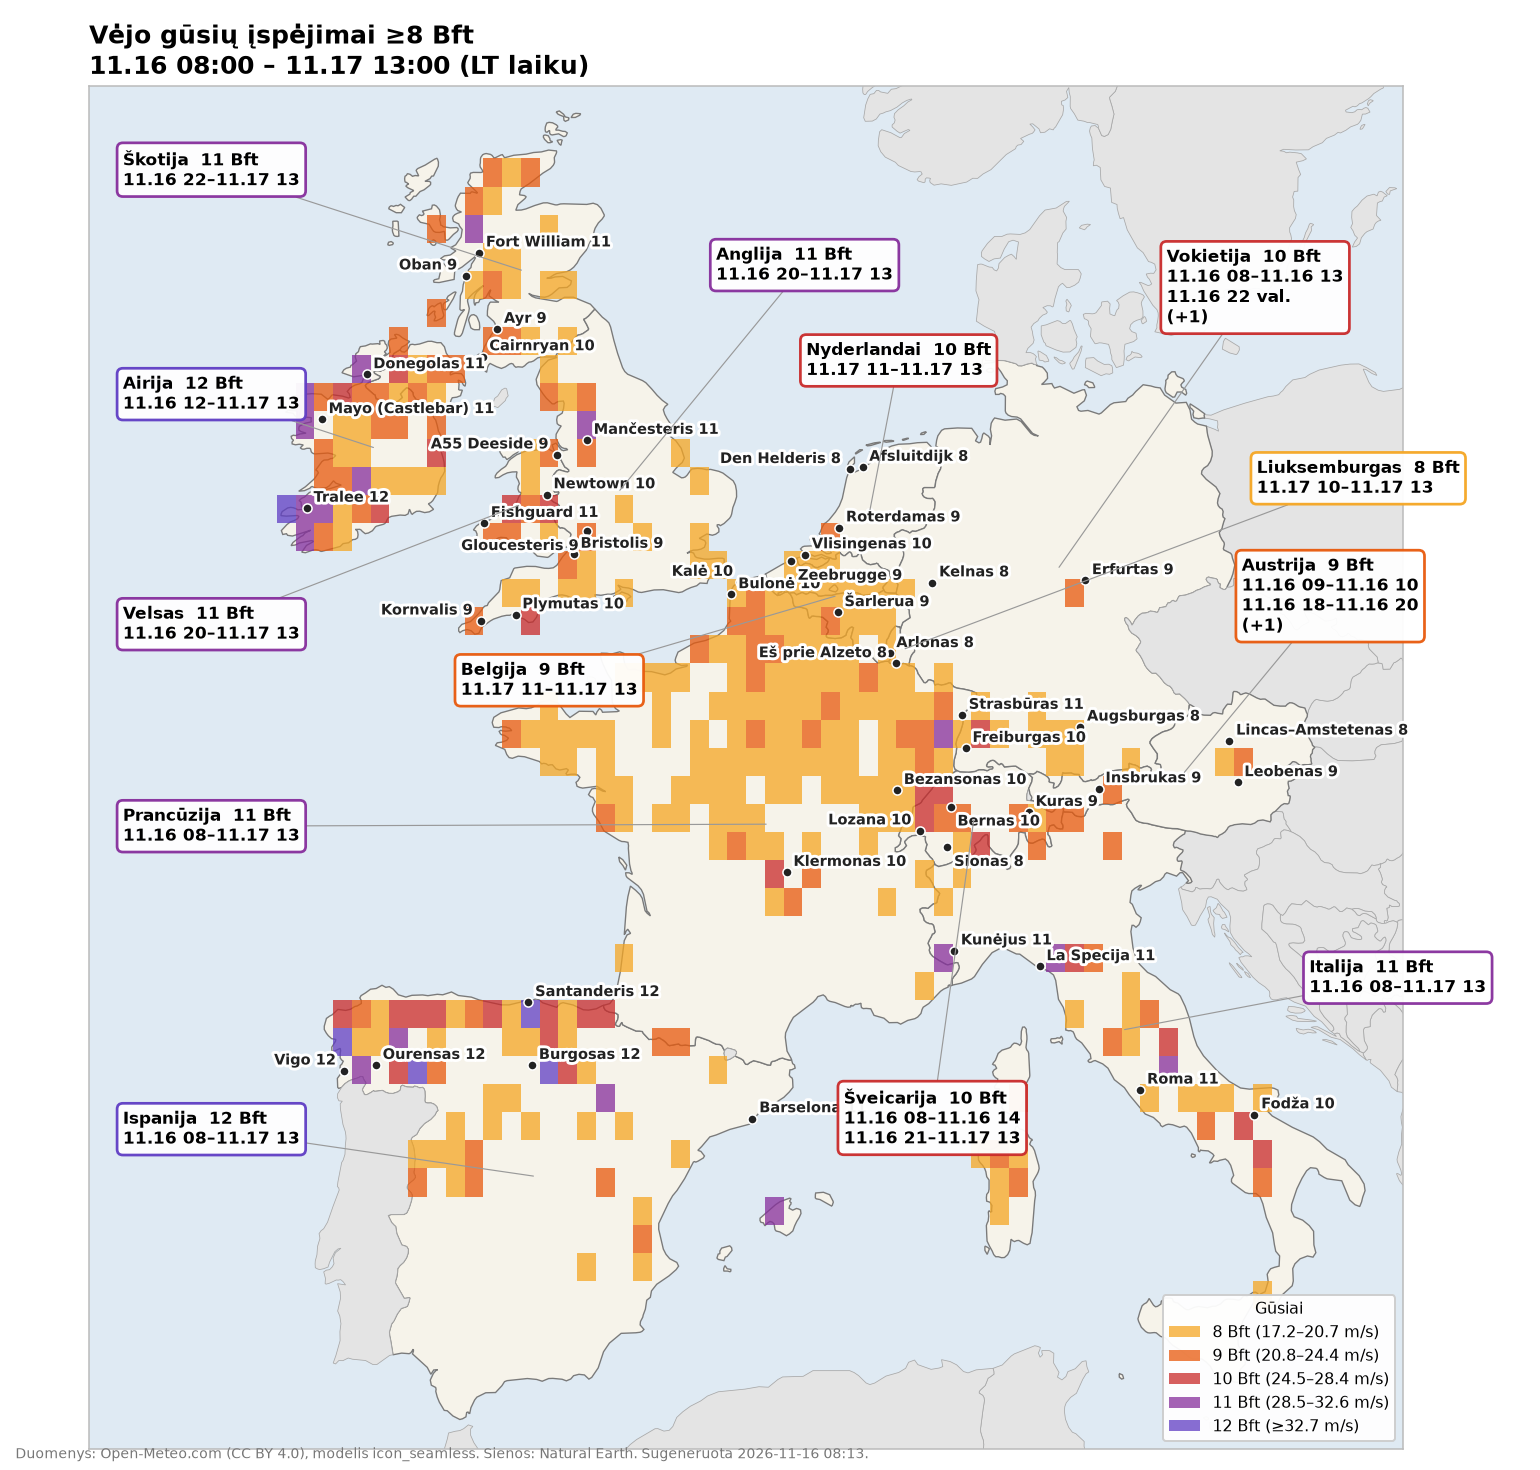 Vėjo gūsių įspėjimai ≥8 Bft
11.16 08:00 – 11.17 13:00 (LT laiku)
Škotija  11 Bft
11.16 22–11.17 13
Fort William 11
Oban 9
Anglija  11 Bft
11.16 20–11.17 13
Vokietija  10 Bft
11.16 08–11.16 13
11.16 22 val.
(+1)
Ayr 9
Cairnryan 10
Nyderlandai  10 Bft
11.17 11–11.17 13
Donegolas 11
Airija  12 Bft
11.16 12–11.17 13
Mayo (Castlebar) 11
Mančesteris 11
A55 Deeside 9
Den Helderis 8
Afsluitdijk 8
Liuksemburgas  8 Bft
11.17 10–11.17 13
Newtown 10
Tralee 12
Fishguard 11
Roterdamas 9
Gloucesteris 9
Bristolis 9
Vlisingenas 10
Kalė 10
Zeebrugge 9
Bulonė 10
Kelnas 8
Erfurtas 9
Austrija  9 Bft
11.16 09–11.16 10
11.16 18–11.16 20
(+1)
Velsas  11 Bft
11.16 20–11.17 13
Kornvalis 9
Plymutas 10
Šarlerua 9
Belgija  9 Bft
11.17 11–11.17 13
Eš prie Alzeto 8
Arlonas 8
Strasbūras 11
Augsburgas 8
Freiburgas 10
Lincas–Amstetenas 8
Leobenas 9
Bezansonas 10
Insbrukas 9
Kuras 9
Prancūzija  11 Bft
11.16 08–11.17 13
Lozana 10
Bernas 10
Klermonas 10
Sionas 8
Kunėjus 11
La Specija 11
Italija  11 Bft
11.16 08–11.17 13
Santanderis 12
Vigo 12
Ourensas 12
Burgosas 12
Roma 11
Fodža 10
Barselona
Šveicarija  10 Bft
11.16 08–11.16 14
11.16 21–11.17 13
Ispanija  12 Bft
11.16 08–11.17 13
Gūsiai
8 Bft (17.2–20.7 m/s)
9 Bft (20.8–24.4 m/s)
10 Bft (24.5–28.4 m/s)
11 Bft (28.5–32.6 m/s)
12 Bft (≥32.7 m/s)
Duomenys: Open-Meteo.com (CC BY 4.0), modelis icon_seamless. Sienos: Natural Earth. Sugeneruota 2026-11-16 08:13.